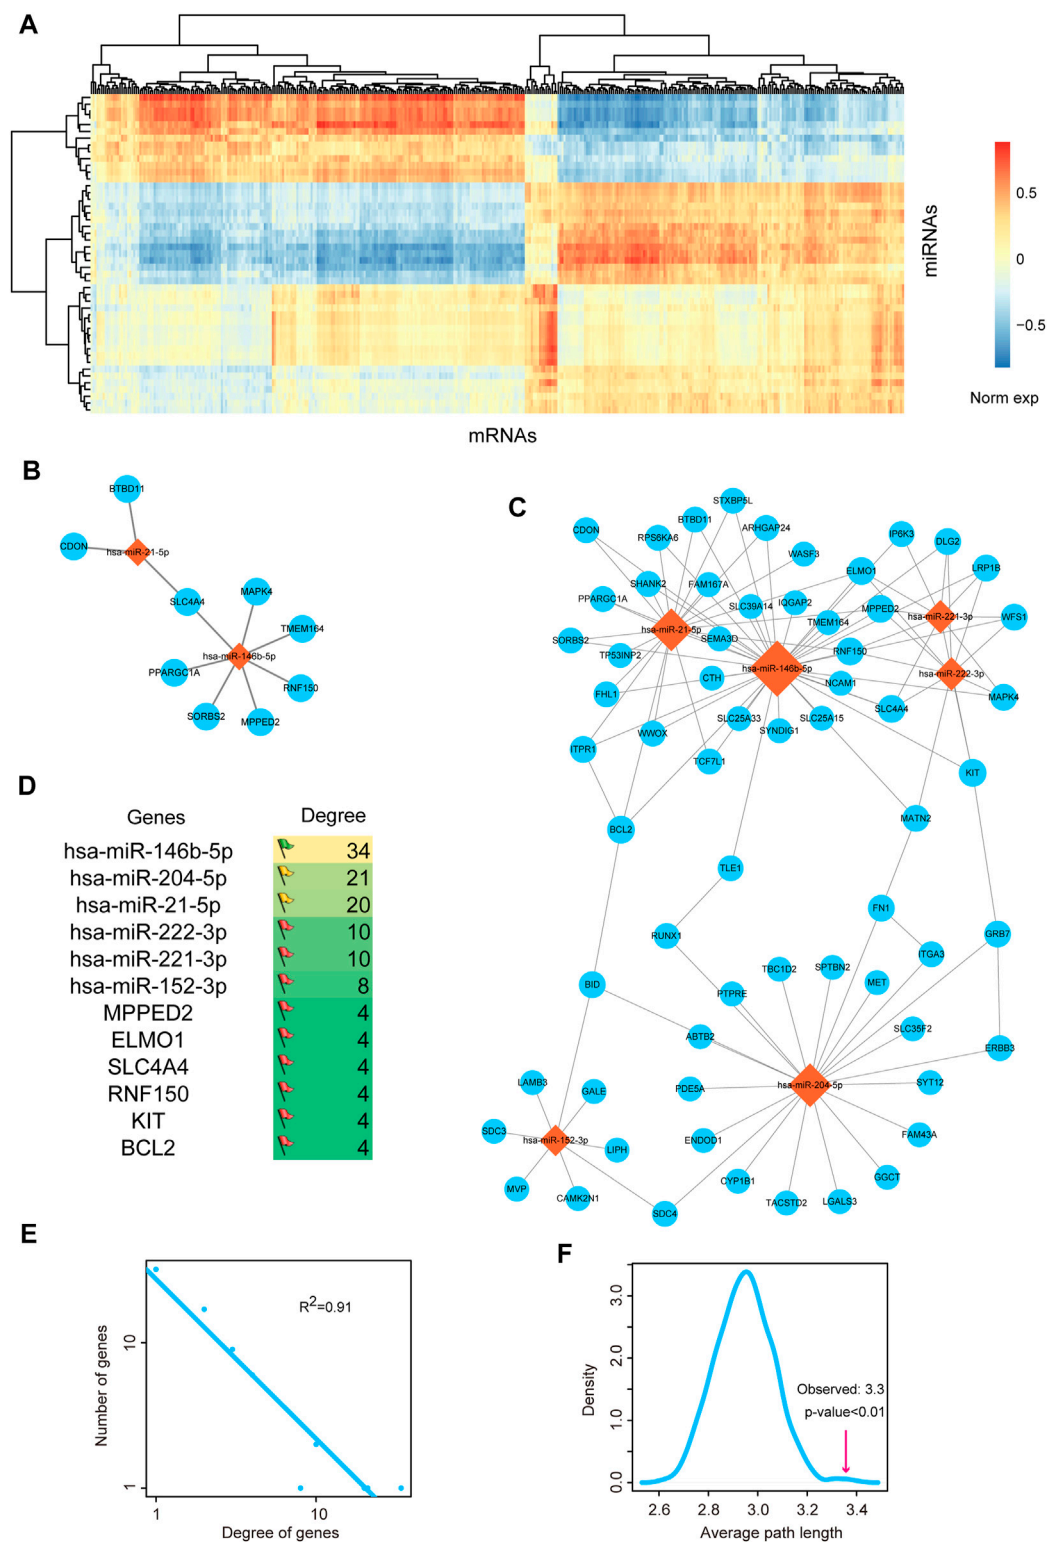 A
miRNAs
0.5
0
−0.5
Norm exp
mRNAs
B
BTBD11
CDON
hsa-miR-21-5p
SLC4A4
MAPK4
TMEM164
hsa-miR-146b-5p
PPARGC1A
RNF150
SORBS2
MPPED2
C
STXBP5L
BTBD11
ARHGAP24
CDON
RPS6KA6
IP6K3
DLG2
WASF3
ELMO1
LRP1B
SHANK2
FAM167A
PPARGC1A
SLC39A14
IQGAP2
MPPED2
hsa-miR-221-3p
WFS1
TMEM164
hsa-miR-21-5p
SORBS2
SEMA3D
RNF150
TP53INP2
hsa-miR-146b-5p
hsa-miR-222-3p
CTH
NCAM1
FHL1
MAPK4
SLC4A4
SLC25A33
SLC25A15
SYNDIG1
WWOX
ITPR1
TCF7L1
KIT
MATN2
BCL2
TLE1
FN1
RUNX1
GRB7
ITGA3
TBC1D2
SPTBN2
MET
BID
PTPRE
SLC35F2
ABTB2
ERBB3
LAMB3
GALE
PDE5A
hsa-miR-204-5p
SYT12
SDC3
hsa-miR-152-3p
LIPH
ENDOD1
FAM43A
MVP
CAMK2N1
CYP1B1
GGCT
SDC4
TACSTD2
LGALS3
D
Genes Degree
hsa-miR-146b-5p 34
hsa-miR-204-5p 21
hsa-miR-21-5p 20
hsa-miR-222-3p 10
hsa-miR-221-3p 10
hsa-miR-152-3p 8
MPPED2 4
ELMO1 4
SLC4A4 4
RNF150 4
KIT 4
BCL2 4
E
R2=0.91
Number of genes
10
1
1 10
Degree of genes
F
Density
3.0
2.0
1.0
0.0
Observed: 3.3
p-value<0.01
2.6 2.8 3.0 3.2 3.4
Average path length